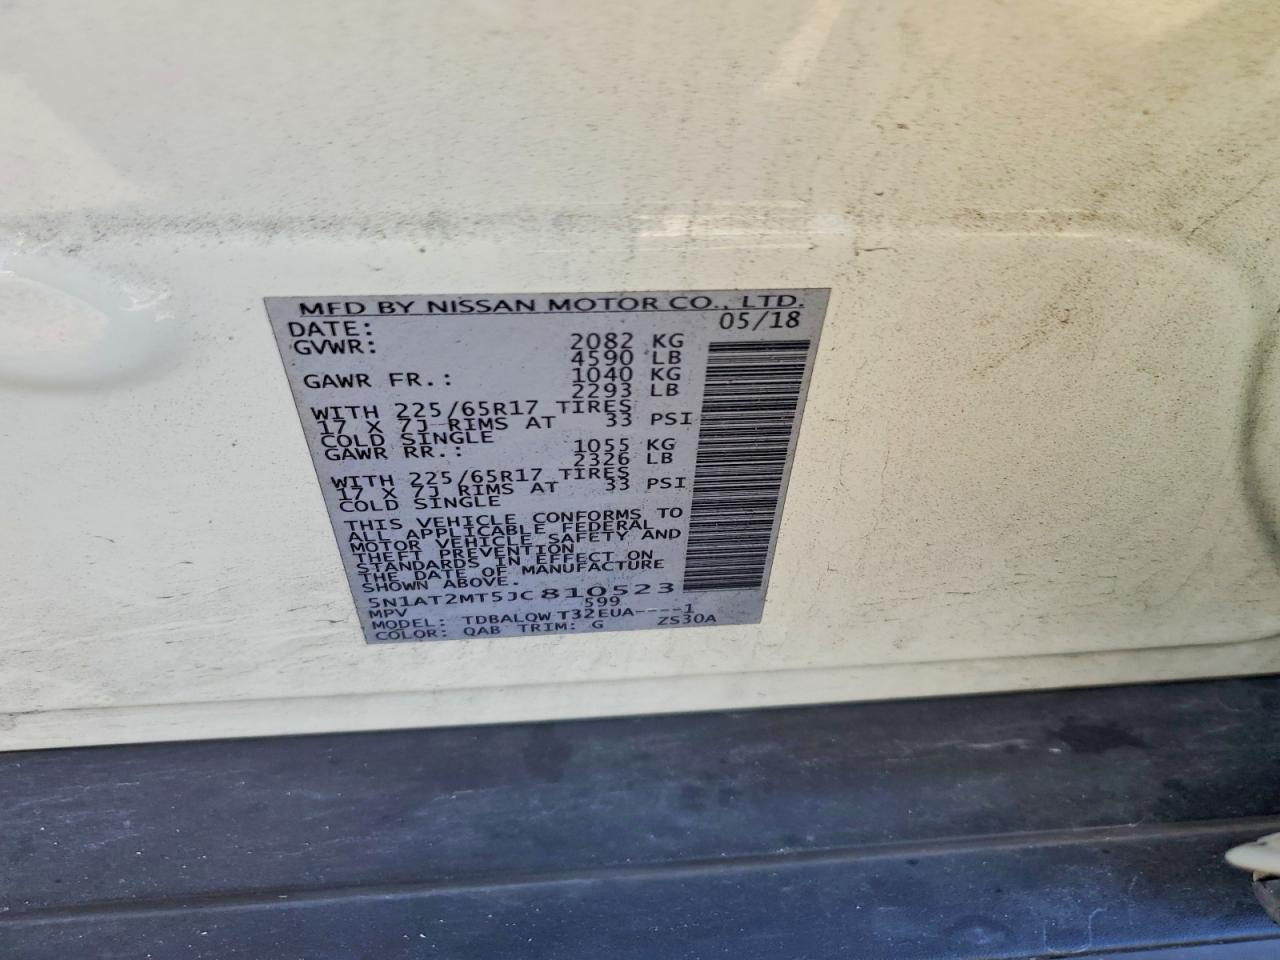 MFD BY NISSAN MOTOR CO., LTD.
DATE: 05/18
GVWR: 2082 KG
4590 LB
GAWR FR.: 1040 KG
2293 LB
WITH 225/65R17 TIRES
17 X 7J RIMS AT 33 PSI
COLD SINGLE
GAWR RR.: 1055 KG
2326 LB
WITH 225/65R17 TIRES
17 X 7J RIMS AT 33 PSI
COLD SINGLE
THIS VEHICLE CONFORMS TO
ALL APPLICABLE FEDERAL
MOTOR VEHICLE SAFETY AND
THEFT PREVENTION
STANDARDS IN EFFECT ON
THE DATE OF MANUFACTURE
SHOWN ABOVE.
5N1AT2MT5JC810523
MPV 599
MODEL: TDBALQW T32EUA----1
COLOR: QAB TRIM: G ZS30A